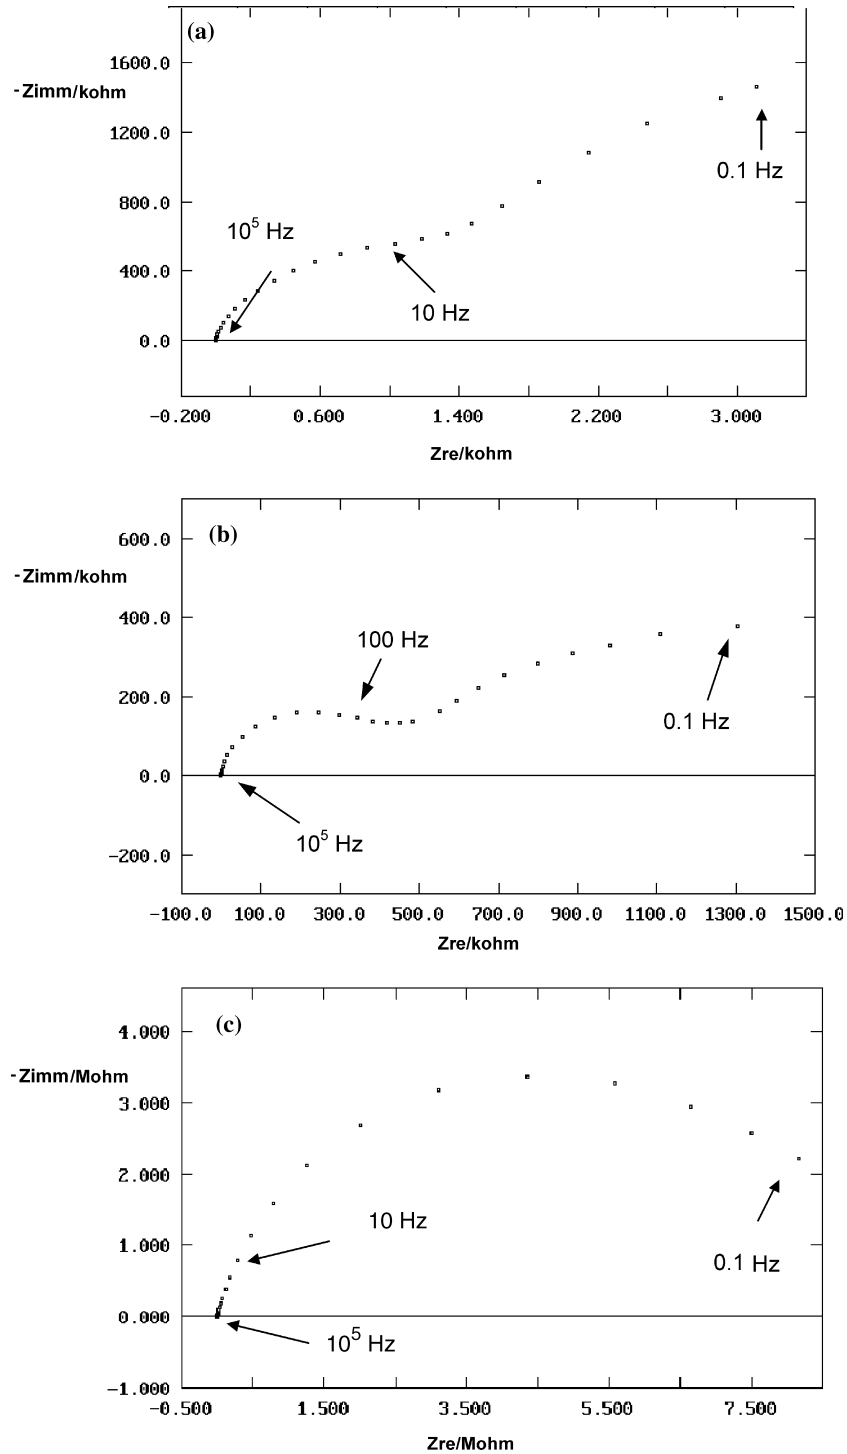 (a)
1600.0
-Zimm/kohm
1200.0
0.1 Hz
800.0
10⁵ Hz
400.0
10 Hz
0.0
-0.200 0.600 1.400 2.200 3.000
Zre/kohm
(b)
600.0
-Zimm/kohm
400.0
100 Hz
200.0
0.1 Hz
0.0
10⁵ Hz
-200.0
-100.0 100.0 300.0 500.0 700.0 900.0 1100.0 1300.0 1500.0
Zre/kohm
(c)
4.000
-Zimm/Mohm
3.000
2.000
10 Hz
1.000
0.1 Hz
0.000
10⁵ Hz
-1.000
-0.500 1.500 3.500 5.500 7.500
Zre/Mohm